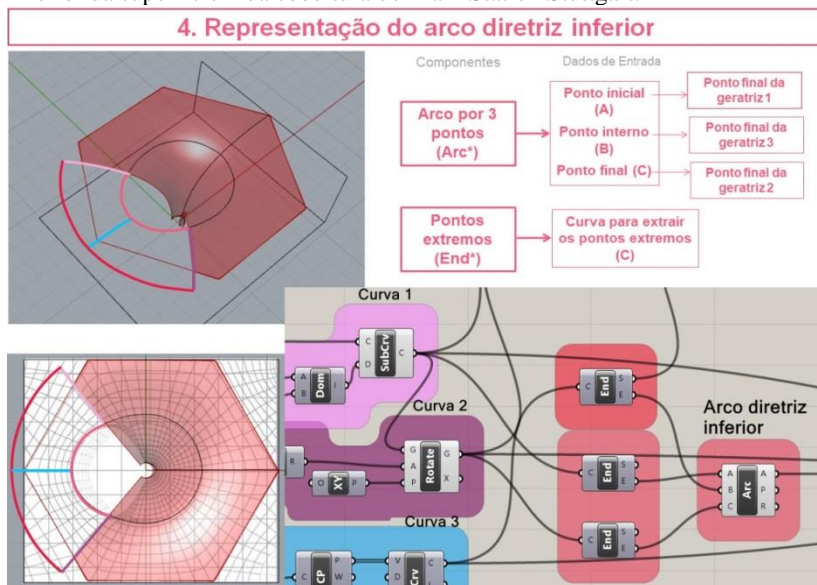 4. Representação do arco diretriz inferior
Componentes
Dados de Entrada
Arco por 3
pontos
(Arc*)
Ponto inicial
(A)
Ponto interno
(B)
Ponto final (C)
Ponto final da
geratriz 1
Ponto final da
geratriz 3
Ponto final da
geratriz 2
Pontos
extremos
(End*)
Curva para extrair
os pontos extremos
(C)
Curva 1
C
D
SubCrv
C
A
B
Dom
I
Curva 2
R
O
XY
P
G
A
P
Rotate
G
X
Curva 3
C
CP
P
W
V
D
Crv
C
L
C
End
S
E
C
End
S
E
C
End
S
E
Arco diretriz
inferior
A
B
C
Arc
A
P
R